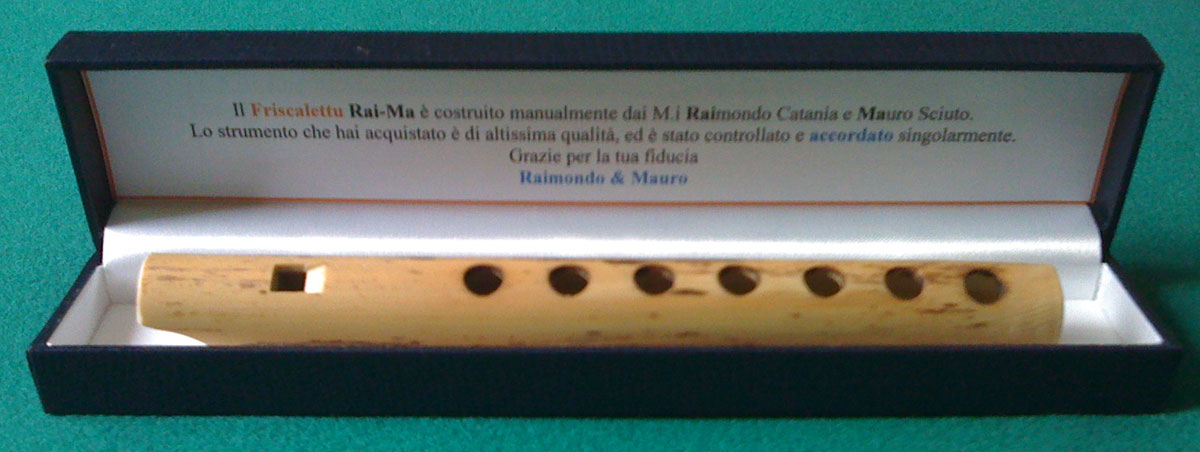 Il Friscalettu Rai-Ma è costruito manualmente dai M.i Raimondo Catania e Mauro Sciuto.
Lo strumento che hai acquistato è di altissima qualità, ed è stato controllato e accordato singolarmente.
Grazie per la tua fiducia
Raimondo & Mauro